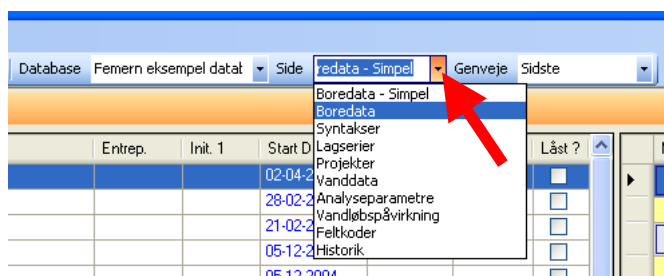 Database Femern eksempel datab Side redata - Simpel Genveje Sidste
Boredata - Simpel
Boredata
Syntakser
Lagserier
Projekter
Vanddata
Analyseparametre
Vandløbspåvirkning
Feltkoder
Historik
Entrep. Init. 1 Start D Låst ?
02-04-2
28-02-2
21-02-2
05-12-2
05-12-2004